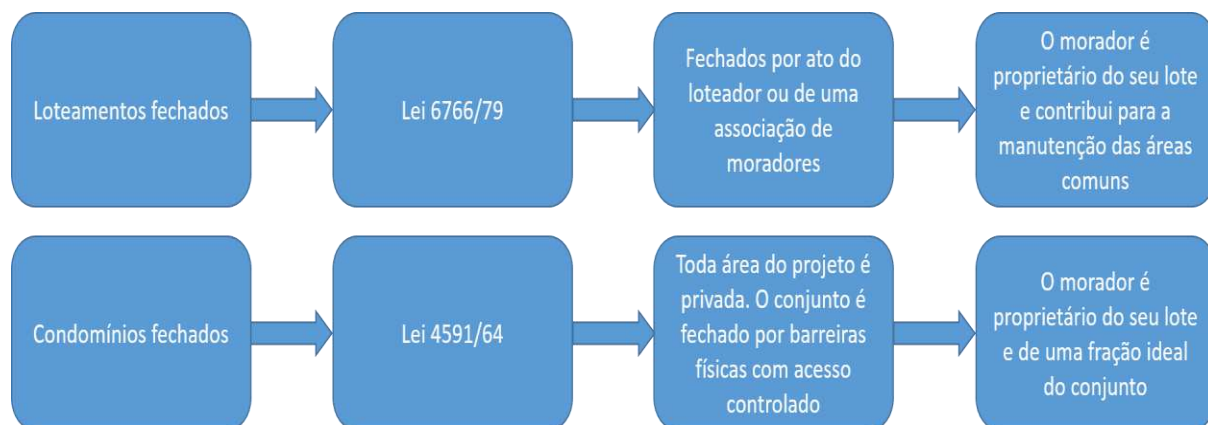 Loteamentos fechados
Lei 6766/79
Fechados por ato do
loteador ou de uma
associação de
moradores
O morador é
proprietário do seu lote
e contribui para a
manutenção das áreas
comuns
Condomínios fechados
Lei 4591/64
Toda área do projeto é
privada. O conjunto é
fechado por barreiras
físicas com acesso
controlado
O morador é
proprietário do seu lote
e de uma fração ideal
do conjunto